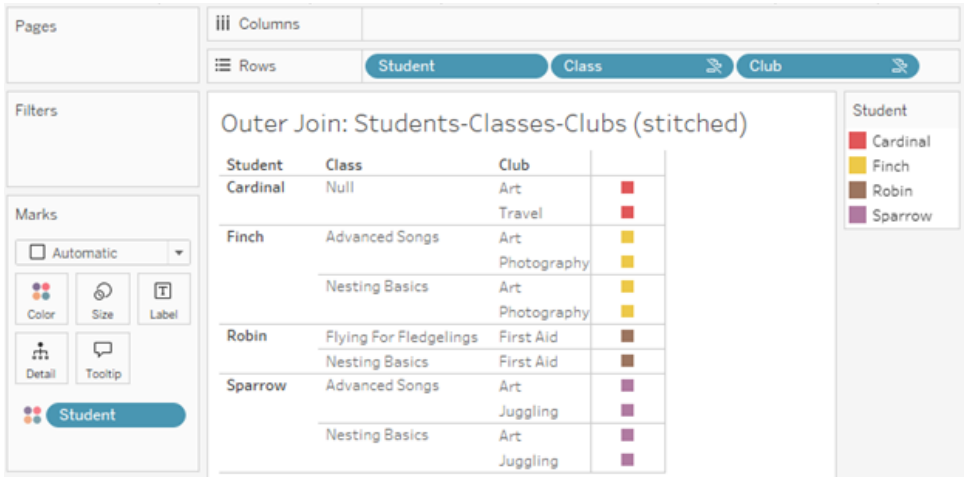 Pages
iii Columns
Rows Student Class Club
Filters
Outer Join: Students-Classes-Clubs (stitched)
Student Class Club
Cardinal Null Art
Travel
Finch Advanced Songs Art
Photography
Nesting Basics Art
Photography
Robin Flying For Fledgelings First Aid
Nesting Basics First Aid
Sparrow Advanced Songs Art
Juggling
Nesting Basics Art
Juggling
Marks
Automatic
Color Size Label
Detail Tooltip
Student
Student
Cardinal
Finch
Robin
Sparrow